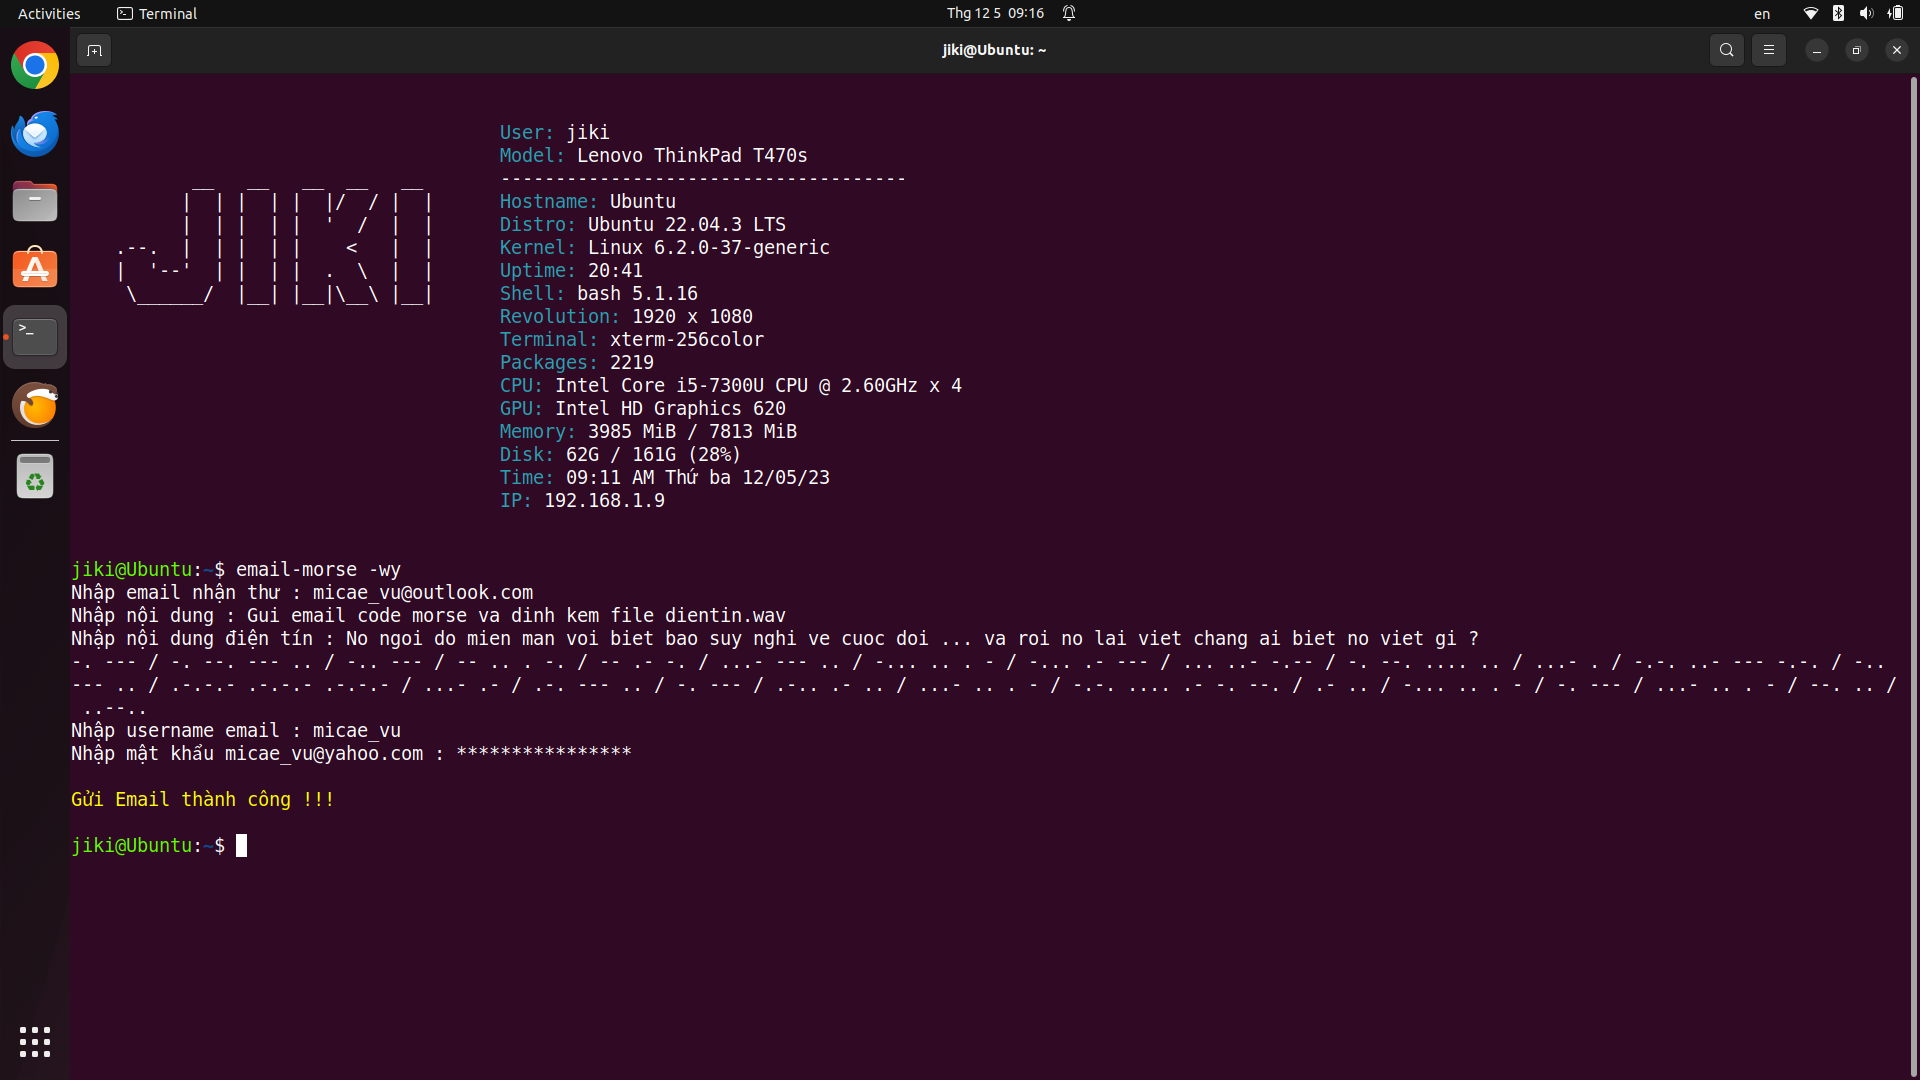 Activities
Terminal
Thg 12 5 09:16
en
jiki@Ubuntu: ~
JIKI
User: jiki
Model: Lenovo ThinkPad T470s
-------------------------------------
Hostname: Ubuntu
Distro: Ubuntu 22.04.3 LTS
Kernel: Linux 6.2.0-37-generic
Uptime: 20:41
Shell: bash 5.1.16
Revolution: 1920 x 1080
Terminal: xterm-256color
Packages: 2219
CPU: Intel Core i5-7300U CPU @ 2.60GHz x 4
GPU: Intel HD Graphics 620
Memory: 3985 MiB / 7813 MiB
Disk: 62G / 161G (28%)
Time: 09:11 AM Thứ ba 12/05/23
IP: 192.168.1.9
jiki@Ubuntu:~$ email-morse -wy
Nhập email nhận thư : micae_vu@outlook.com
Nhập nội dung : Gui email code morse va dinh kem file dientin.wav
Nhập nội dung điện tín : No ngoi do mien man voi biet bao suy nghi ve cuoc doi ... va roi no lai viet chang ai biet no viet gi ?
-. --- / -. --. --- .. / -.. --- / -- .. . -. / -- .- -. / ...- --- .. / -... .. . - / -... .- --- / ... ..- -.-- / -. --. .... .. / ...- . / -.-. ..- --- -.-. / -..
--- .. / .-.-.- .-.-.- .-.-.- / ...- .- / .-. --- .. / -. --- / .-.. .- .. / ...- .. . - / -.-. .... .- -. --. / .- .. / -... .. . - / -. --- / ...- .. . - / --. .. /
..--..
Nhập username email : micae_vu
Nhập mật khẩu micae_vu@yahoo.com : ****************
Gửi Email thành công !!!
jiki@Ubuntu:~$